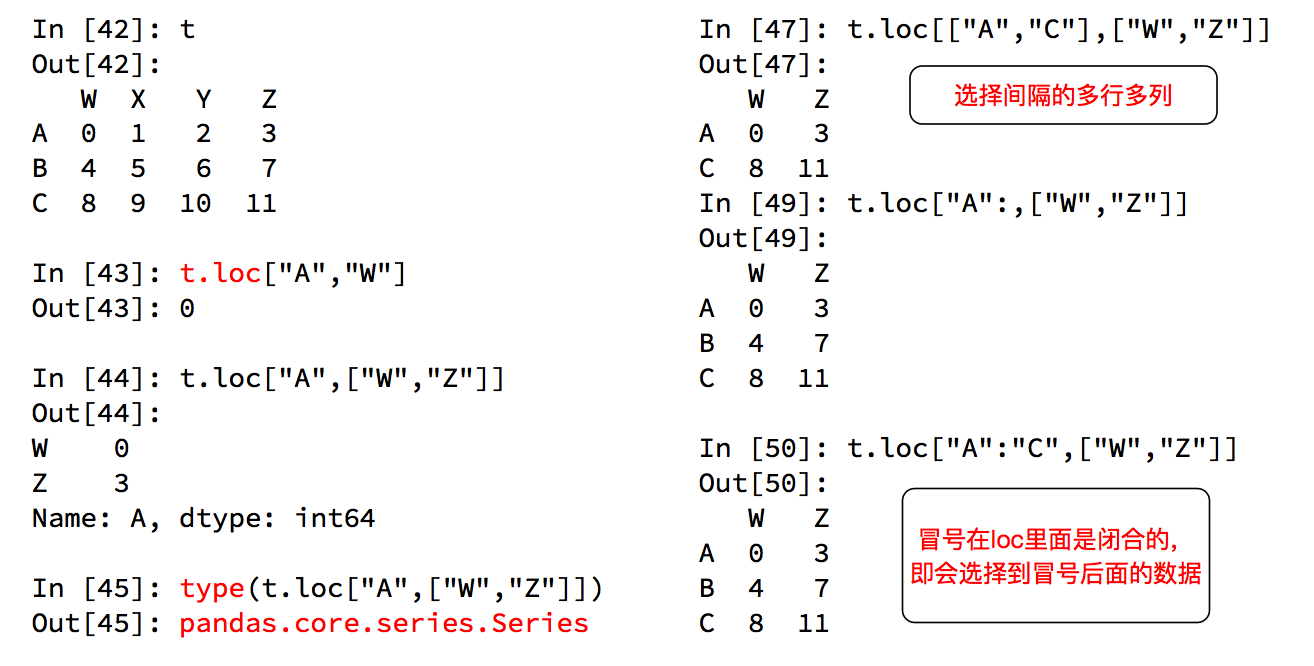 In [42]: t
Out[42]:
   W  X   Y   Z
A  0  1   2   3
B  4  5   6   7
C  8  9  10  11
In [43]: t.loc["A","W"]
Out[43]: 0
In [44]: t.loc["A",["W","Z"]]
Out[44]:
W    0
Z    3
Name: A, dtype: int64
In [45]: type(t.loc["A",["W","Z"]])
Out[45]: pandas.core.series.Series
In [47]: t.loc[["A","C"],["W","Z"]]
Out[47]:
选择间隔的多行多列
   W   Z
A  0   3
C  8  11
In [49]: t.loc["A":,["W","Z"]]
Out[49]:
   W   Z
A  0   3
B  4   7
C  8  11
In [50]: t.loc["A":"C",["W","Z"]]
Out[50]:
   W   Z
A  0   3
B  4   7
C  8  11
冒号在loc里面是闭合的，
即会选择到冒号后面的数据